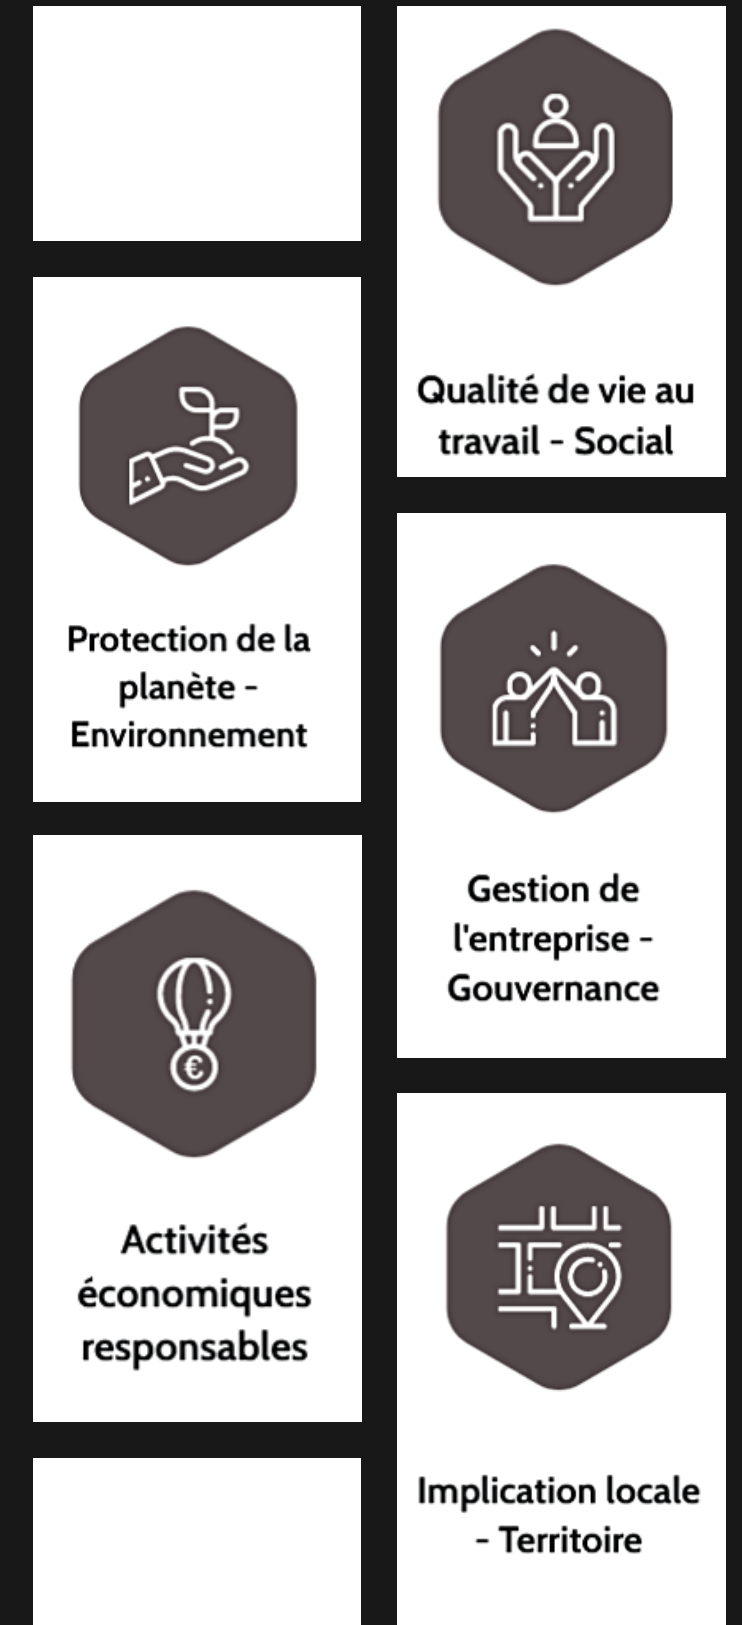 Qualité de vie au
travail - Social
Protection de la
planète -
Environnement
Gestion de
l'entreprise -
Gouvernance
€
Activités
économiques
responsables
Implication locale
- Territoire